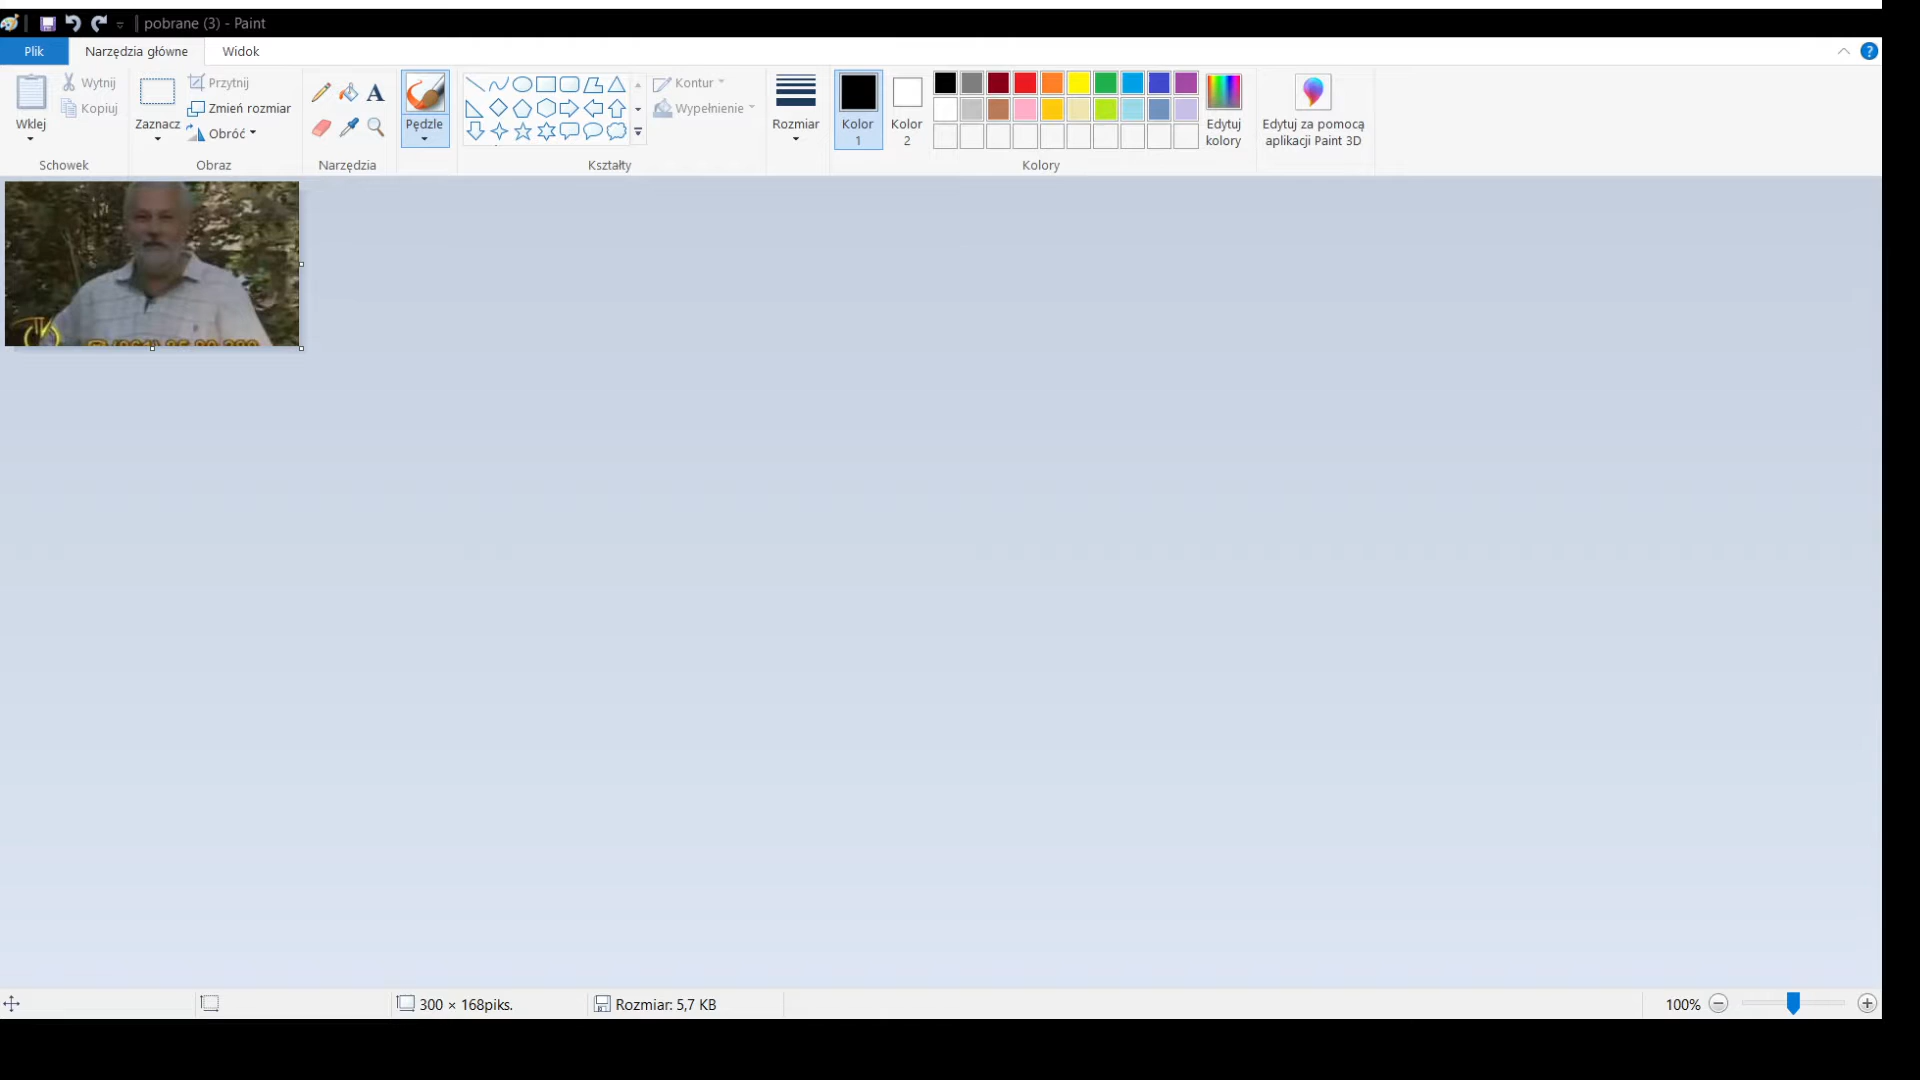 pobrane (3) - Paint
Plik
Narzędzia główne
Widok
?
Wklej
Wytnij
Kopiuj
Schowek
Zaznacz
Przytnij
Zmień rozmiar
Obróć
Obraz
A
Narzędzia
Pędzle
Kontur
Wypełnienie
Kształty
Rozmiar
Kolor
1
Kolor
2
Edytuj
kolory
Kolory
Edytuj za pomocą
aplikacji Paint 3D
300 × 168piks.
Rozmiar: 5,7 KB
100%